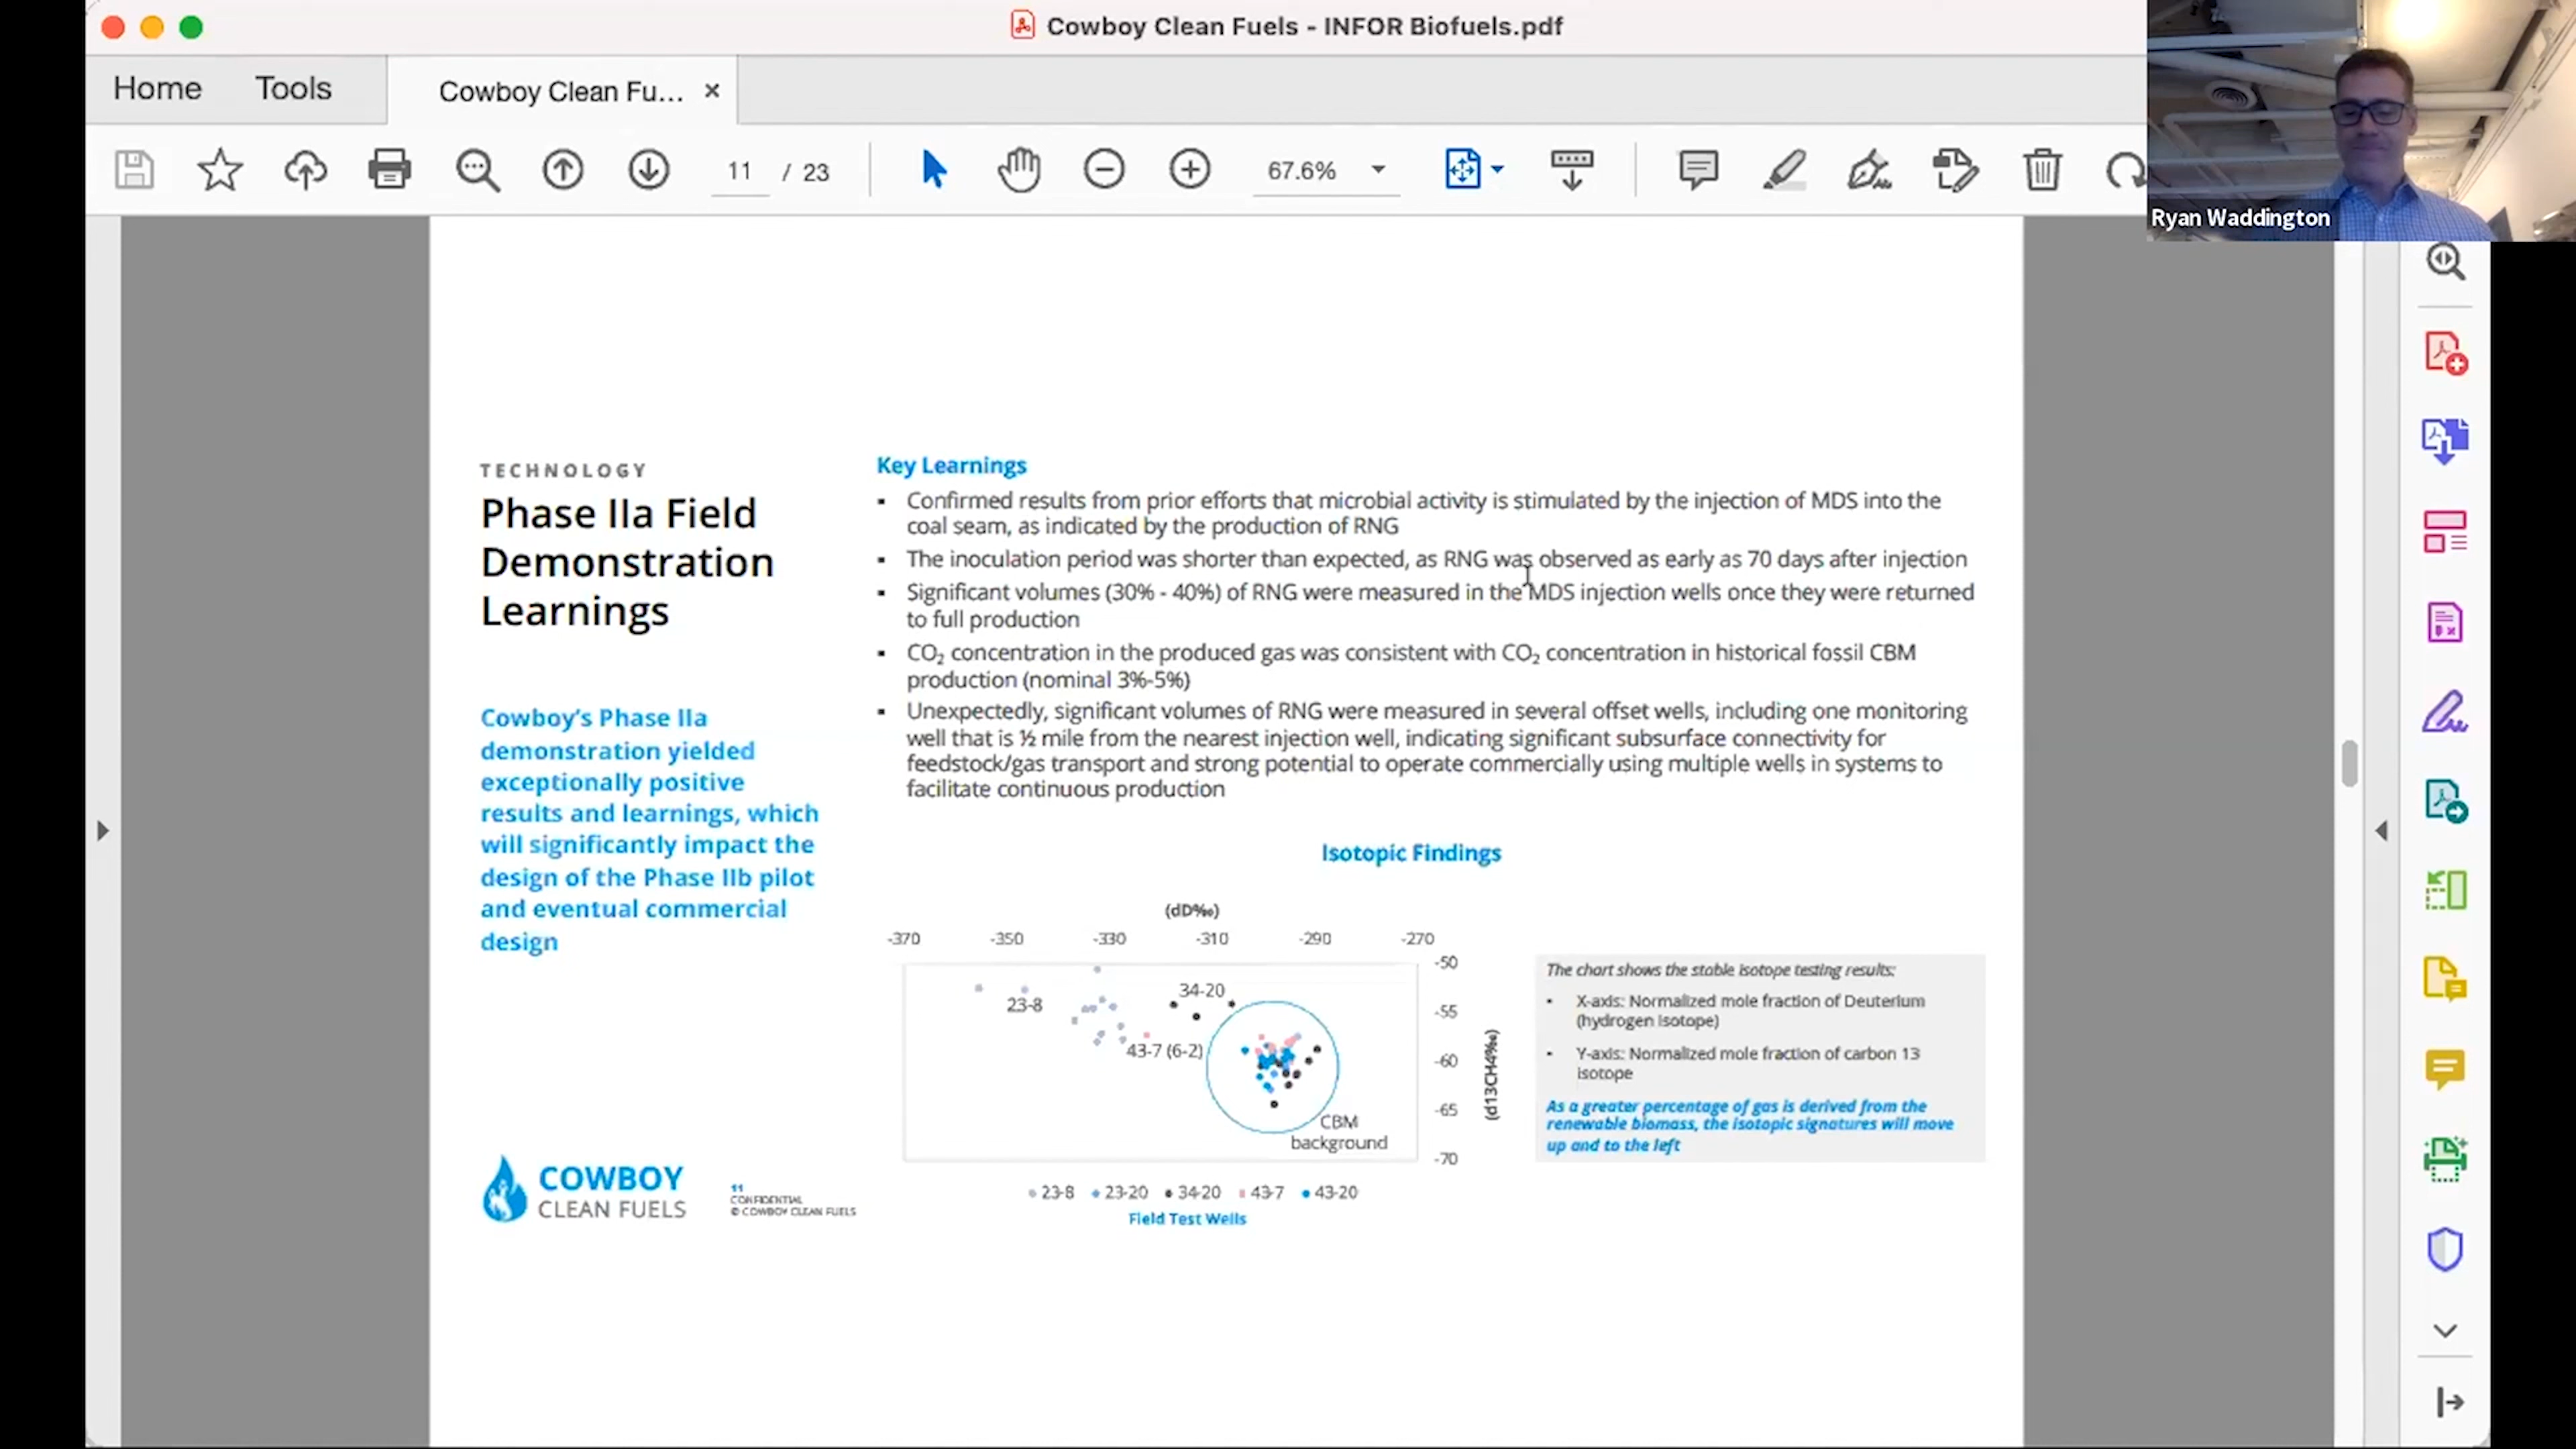 Cowboy Clean Fuels - INFOR Biofuels.pdf
Home
Tools
Cowboy Clean Fu...
11 / 23
67.6%
Ryan Waddington
TECHNOLOGY
Phase IIa Field
Demonstration
Learnings
Cowboy's Phase IIa
demonstration yielded
exceptionally positive
results and learnings, which
will significantly impact the
design of the Phase IIb pilot
and eventual commercial
design
Key Learnings
▪ Confirmed results from prior efforts that microbial activity is stimulated by the injection of MDS into the
coal seam, as indicated by the production of RNG
▪ The inoculation period was shorter than expected, as RNG was observed as early as 70 days after injection
▪ Significant volumes (30% - 40%) of RNG were measured in the MDS injection wells once they were returned
to full production
▪ CO₂ concentration in the produced gas was consistent with CO₂ concentration in historical fossil CBM
production (nominal 3%-5%)
▪ Unexpectedly, significant volumes of RNG were measured in several offset wells, including one monitoring
well that is ½ mile from the nearest injection well, indicating significant subsurface connectivity for
feedstock/gas transport and strong potential to operate commercially using multiple wells in systems to
facilitate continuous production
Isotopic Findings
(dD‰)
-370 -350 -330 -310 -290 -270
-50
-55
-60
-65
-70
(d13CH4‰)
23-8
34-20
43-7 (6-2)
CBM
background
23-8 23-20 34-20 43-7 43-20
Field Test Wells
The chart shows the stable isotope testing results:
• X-axis: Normalized mole fraction of Deuterium
(hydrogen isotope)
• Y-axis: Normalized mole fraction of carbon 13
isotope
As a greater percentage of gas is derived from the
renewable biomass, the isotopic signatures will move
up and to the left
COWBOY
CLEAN FUELS
11
CONFIDENTIAL
© COWBOY CLEAN FUELS